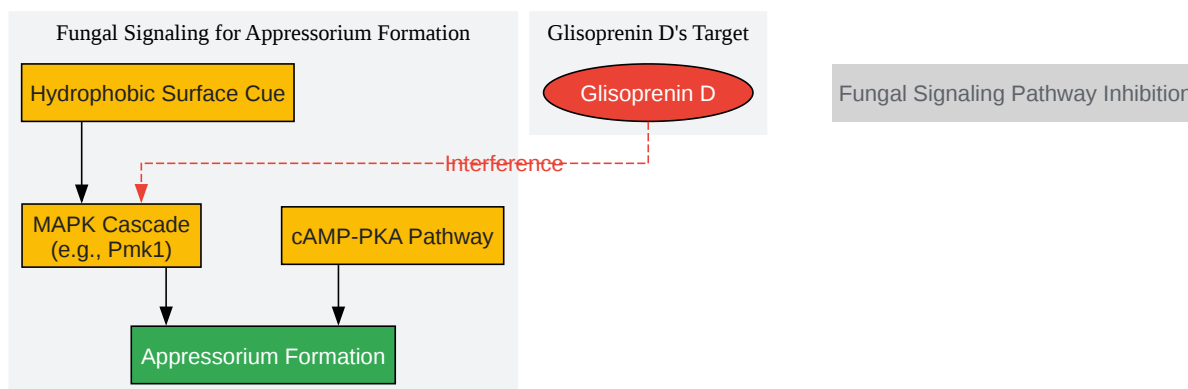 Fungal Signaling for Appressorium Formation
Glisoprenin D's Target
Hydrophobic Surface Cue
Glisoprenin D
Fungal Signaling Pathway Inhibition
Interference
MAPK Cascade
(e.g., Pmk1)
cAMP-PKA Pathway
Appressorium Formation